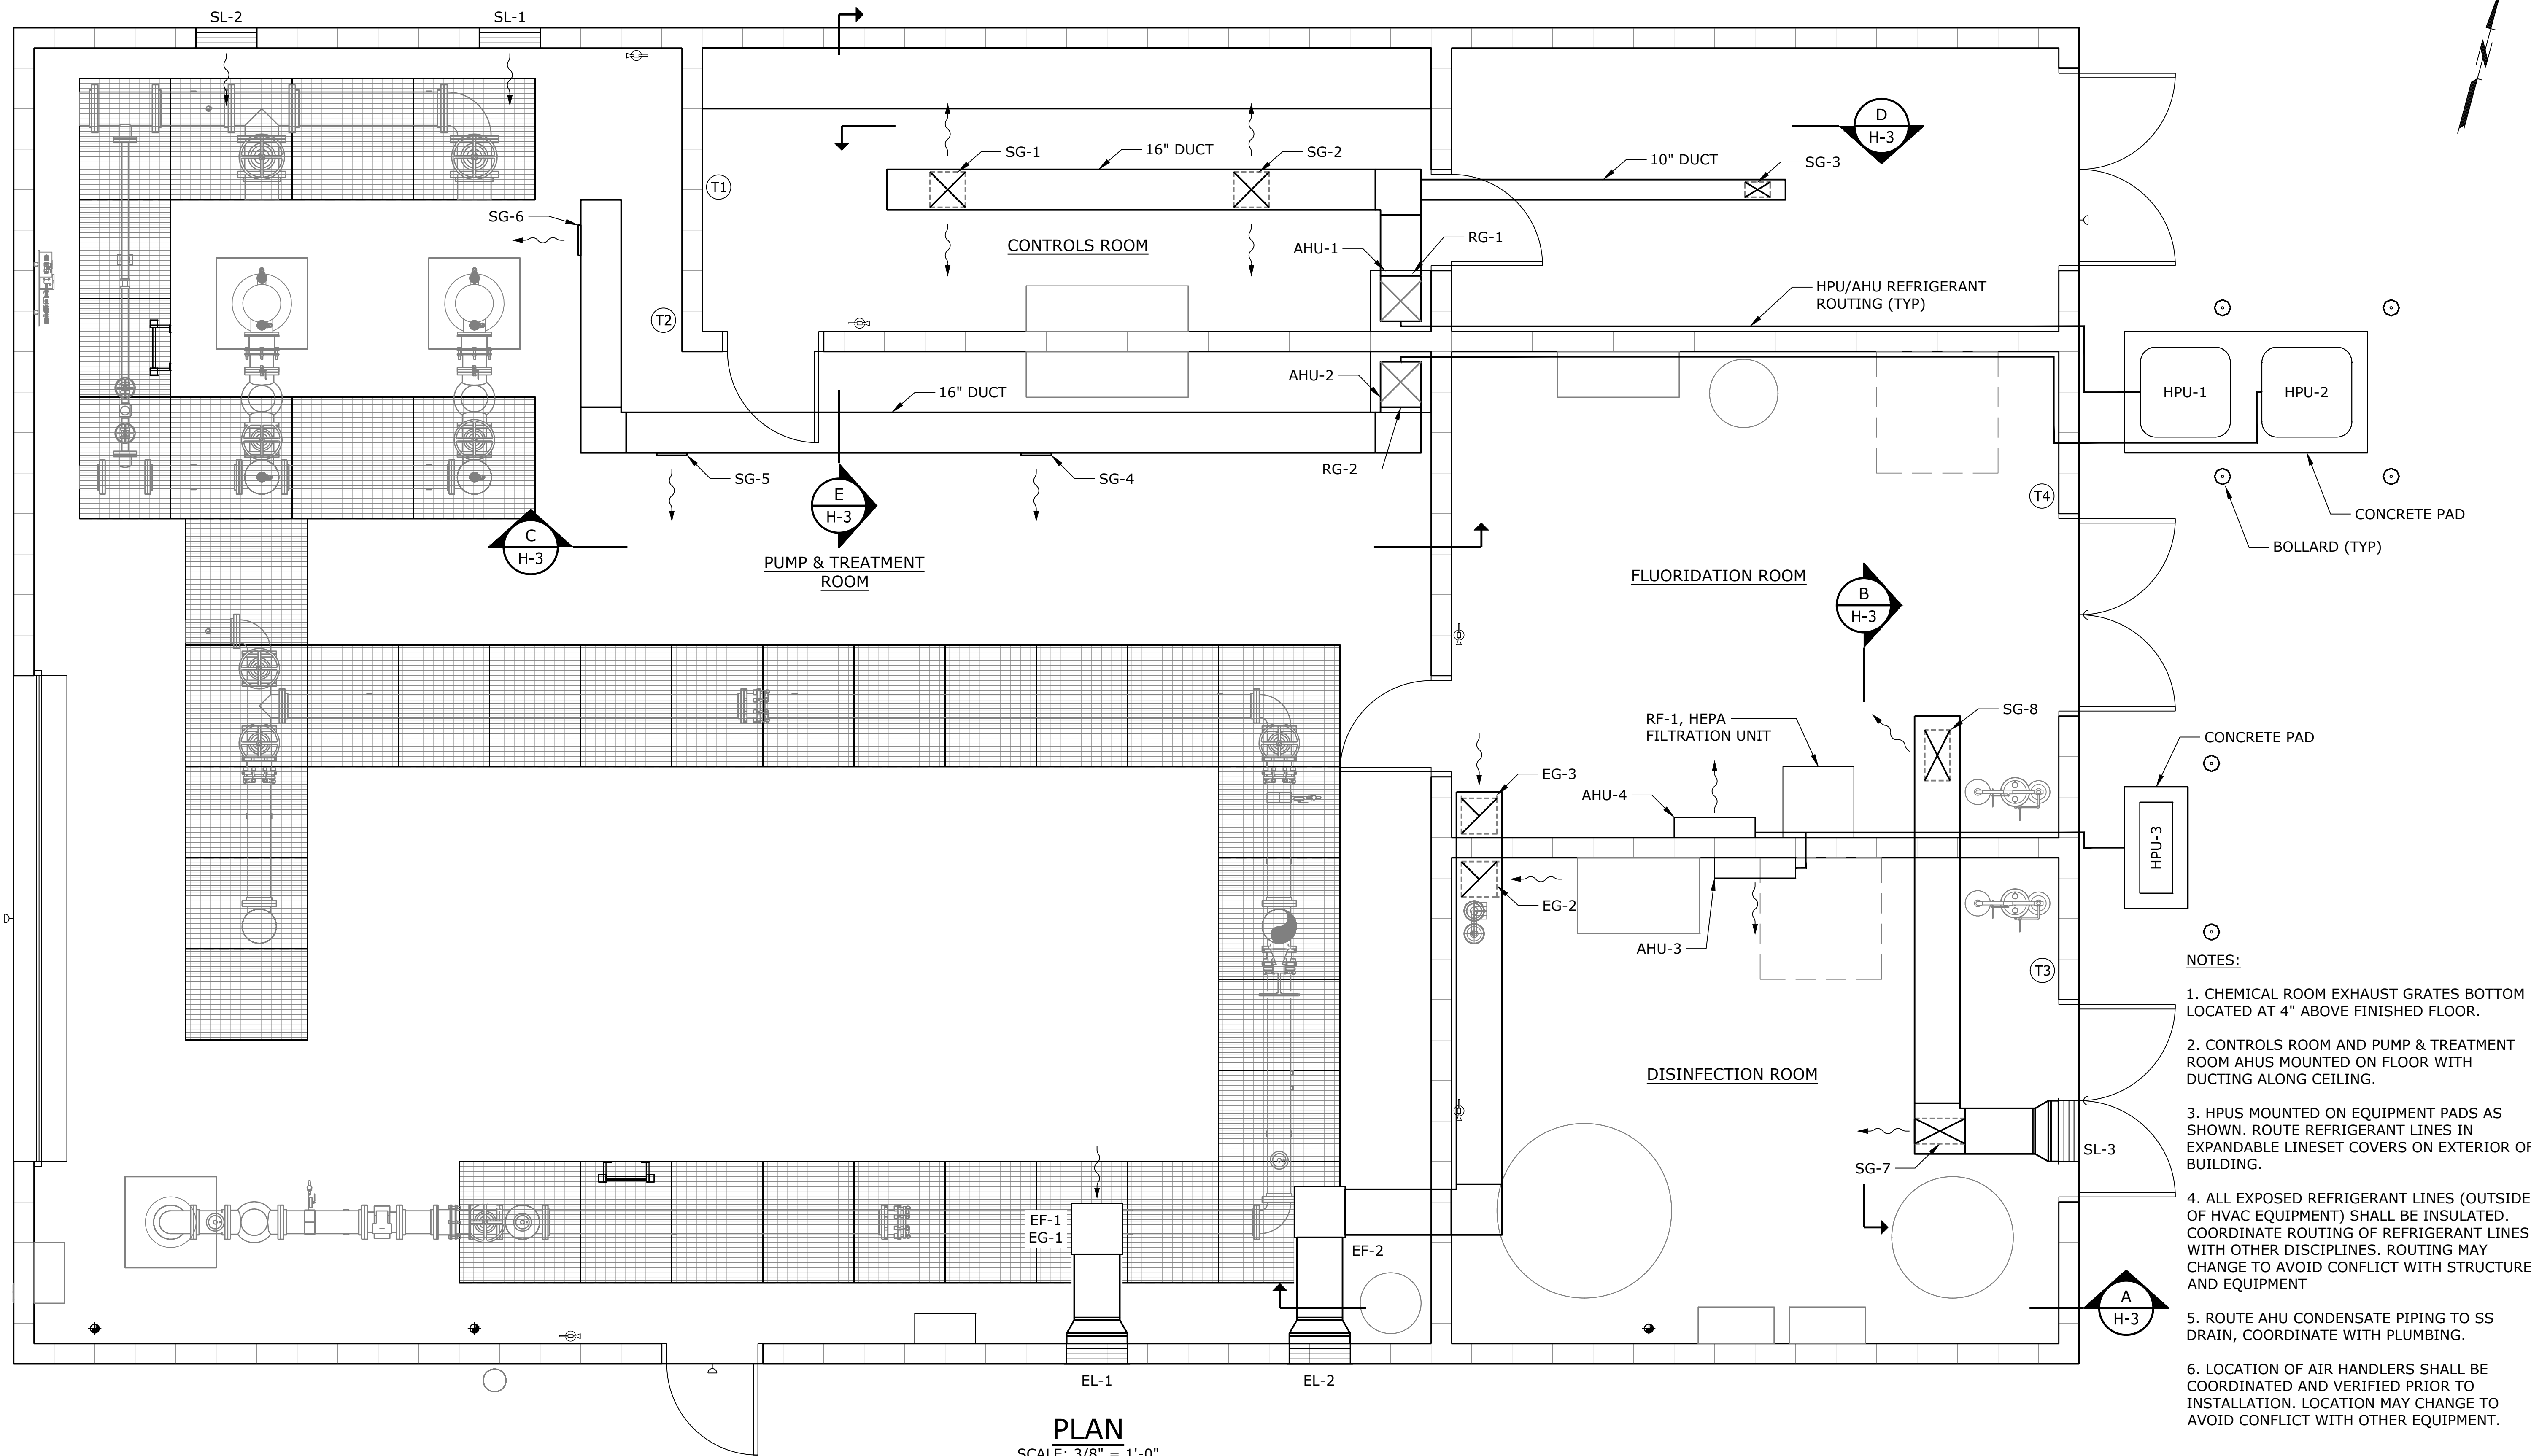 SL-2
SL-1
D
H-3
SG-1
16" DUCT
SG-2
10" DUCT
SG-3
T1
SG-6
CONTROLS ROOM
AHU-1
RG-1
HPU/AHU REFRIGERANT
ROUTING (TYP)
T2
AHU-2
16" DUCT
HPU-1
HPU-2
RG-2
SG-5
SG-4
E
H-3
T4
CONCRETE PAD
C
H-3
BOLLARD (TYP)
PUMP & TREATMENT
ROOM
FLUORIDATION ROOM
B
H-3
RF-1, HEPA
FILTRATION UNIT
SG-8
CONCRETE PAD
EG-3
AHU-4
HPU-3
EG-2
AHU-3
T3
DISINFECTION ROOM
SL-3
SG-7
EF-1
EG-1
EF-2
A
H-3
EL-1
EL-2
NOTES:
1. CHEMICAL ROOM EXHAUST GRATES BOTTOM
LOCATED AT 4" ABOVE FINISHED FLOOR.
2. CONTROLS ROOM AND PUMP & TREATMENT
ROOM AHUS MOUNTED ON FLOOR WITH
DUCTING ALONG CEILING.
3. HPUS MOUNTED ON EQUIPMENT PADS AS
SHOWN. ROUTE REFRIGERANT LINES IN
EXPANDABLE LINESET COVERS ON EXTERIOR OF
BUILDING.
4. ALL EXPOSED REFRIGERANT LINES (OUTSIDE
OF HVAC EQUIPMENT) SHALL BE INSULATED.
COORDINATE ROUTING OF REFRIGERANT LINES
WITH OTHER DISCIPLINES. ROUTING MAY
CHANGE TO AVOID CONFLICT WITH STRUCTURE
AND EQUIPMENT
5. ROUTE AHU CONDENSATE PIPING TO SS
DRAIN, COORDINATE WITH PLUMBING.
6. LOCATION OF AIR HANDLERS SHALL BE
COORDINATED AND VERIFIED PRIOR TO
INSTALLATION. LOCATION MAY CHANGE TO
AVOID CONFLICT WITH OTHER EQUIPMENT.
PLAN
SCALE: 3/8" = 1'-0"